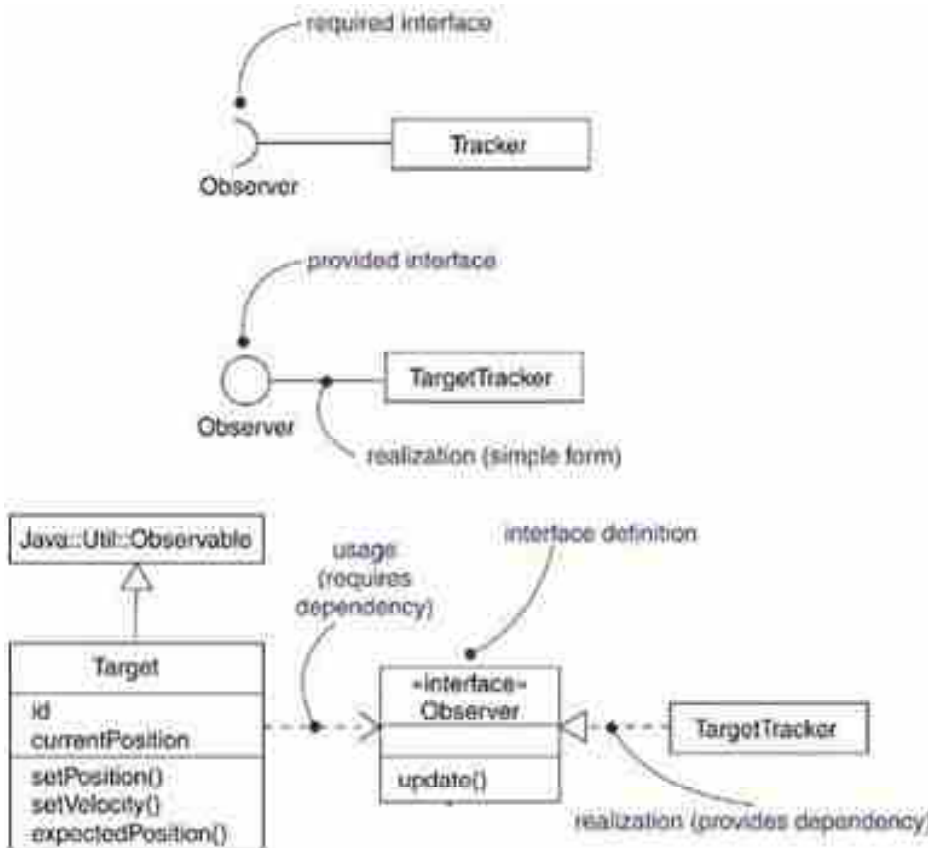 required interface
Tracker
Observer
provided interface
TargetTracker
Observer
realization (simple form)
Java::Util::Observable
usage
(requires
dependency)
interface definition
Target
id
currentPosition
setPosition()
setVelocity()
expectedPosition()
«interface»
Observer
update()
TargetTracker
realization (provides dependency)